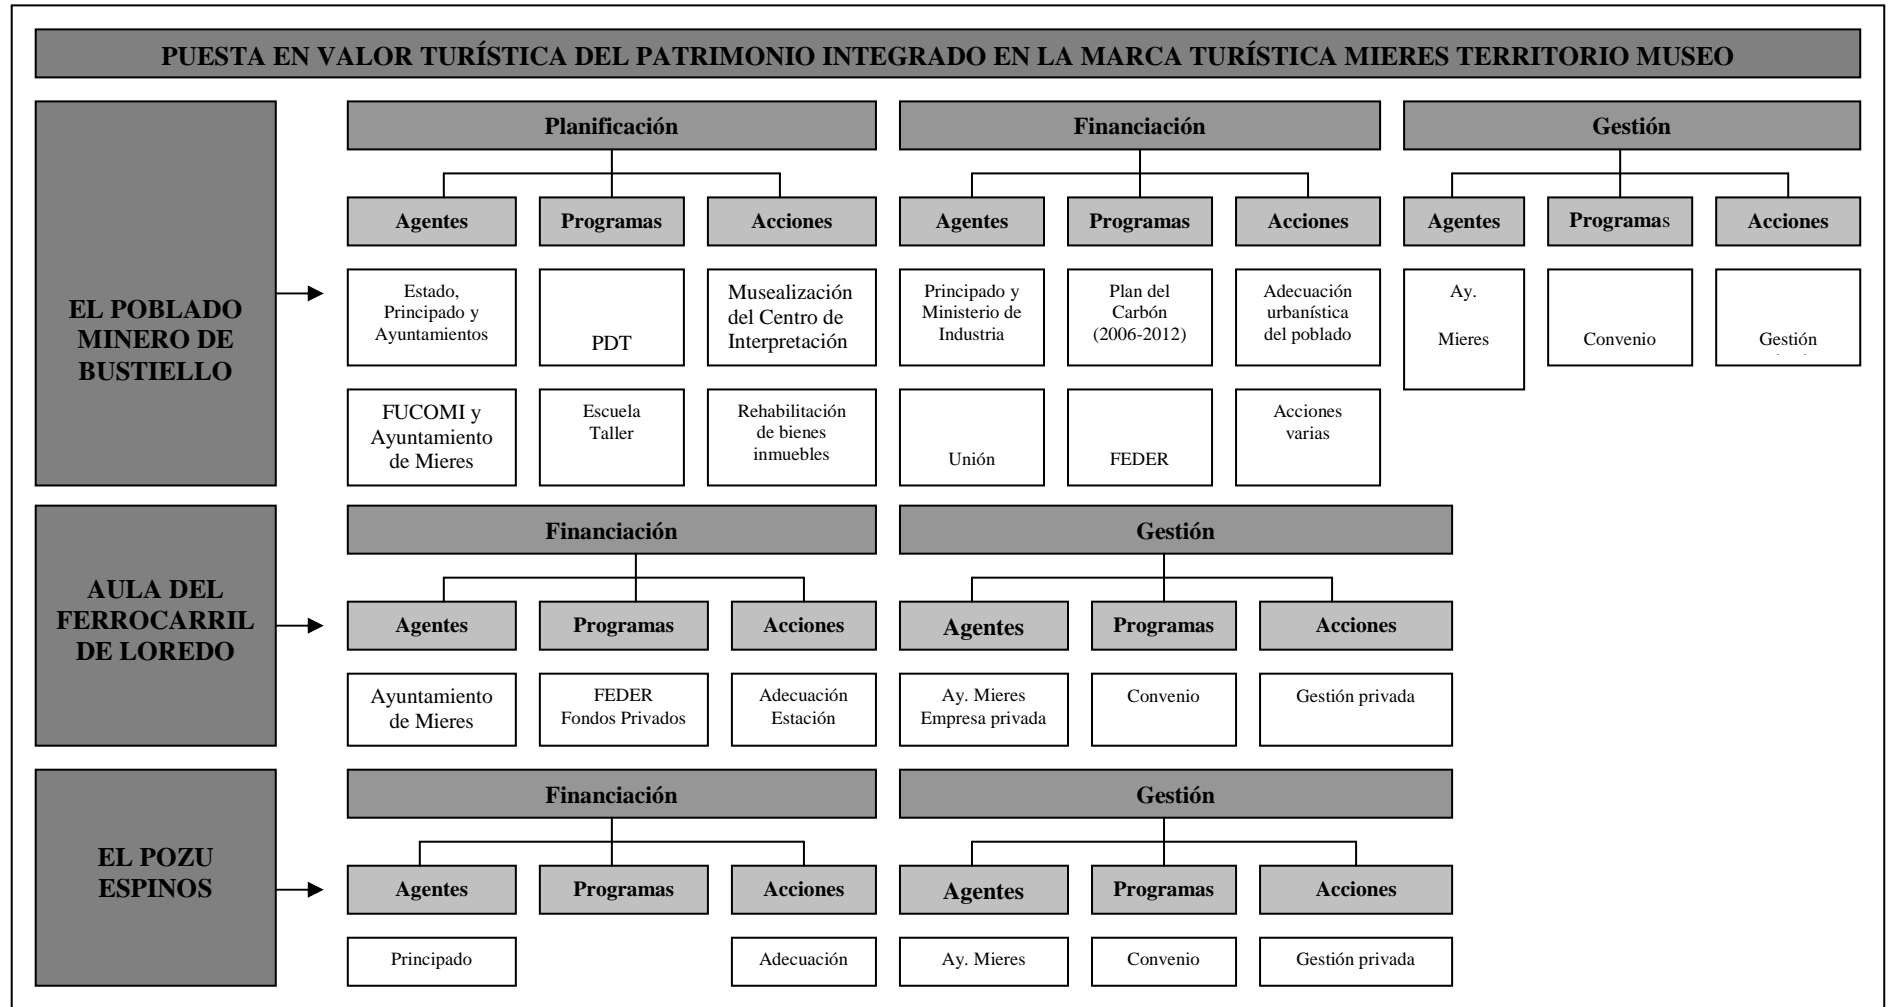 PUESTA EN VALOR TURÍSTICA DEL PATRIMONIO INTEGRADO EN LA MARCA TURÍSTICA MIERES TERRITORIO MUSEO
EL POBLADO
MINERO DE
BUSTIELLO
Planificación
Agentes
Programas
Acciones
Estado,
Principado y
Ayuntamientos
PDT
Musealización
del Centro de
Interpretación
FUCOMI y
Ayuntamiento
de Mieres
Escuela
Taller
Rehabilitación
de bienes
inmuebles
Financiación
Agentes
Programas
Acciones
Principado y
Ministerio de
Industria
Plan del
Carbón
(2006-2012)
Adecuación
urbanística
del poblado
Unión
FEDER
Acciones
varias
Gestión
Agentes
Programas
Acciones
Ay.
Mieres
Convenio
Gestión
AULA DEL
FERROCARRIL
DE LOREDO
Financiación
Agentes
Programas
Acciones
Ayuntamiento
de Mieres
FEDER
Fondos Privados
Adecuación
Estación
Gestión
Agentes
Programas
Acciones
Ay. Mieres
Empresa privada
Convenio
Gestión privada
EL POZU
ESPINOS
Financiación
Agentes
Programas
Acciones
Principado
Adecuación
Gestión
Agentes
Programas
Acciones
Ay. Mieres
Convenio
Gestión privada